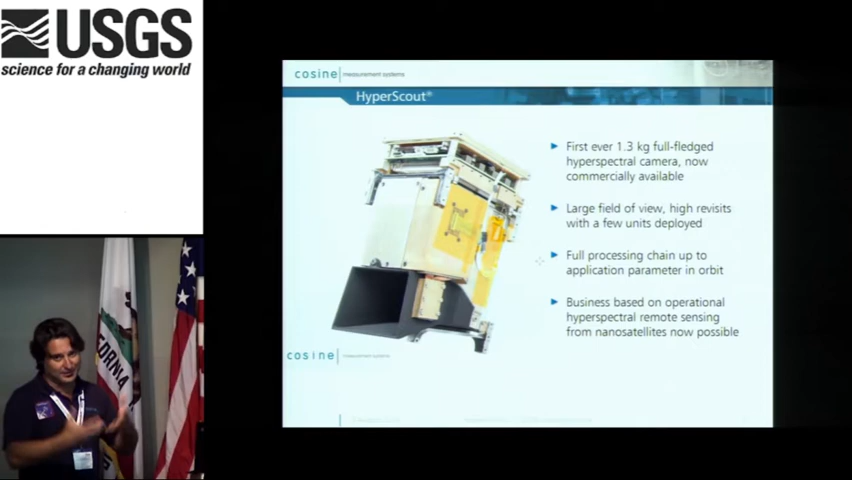 USGS
science for a changing world
cosine measurement systems
HyperScout®
First ever 1.3 kg full-fledged
hyperspectral camera, now
commercially available
Large field of view, high revisits
with a few units deployed
Full processing chain up to
application parameter in orbit
Business based on operational
hyperspectral remote sensing
from nanosatellites now possible
cosine measurement systems
FORNIA